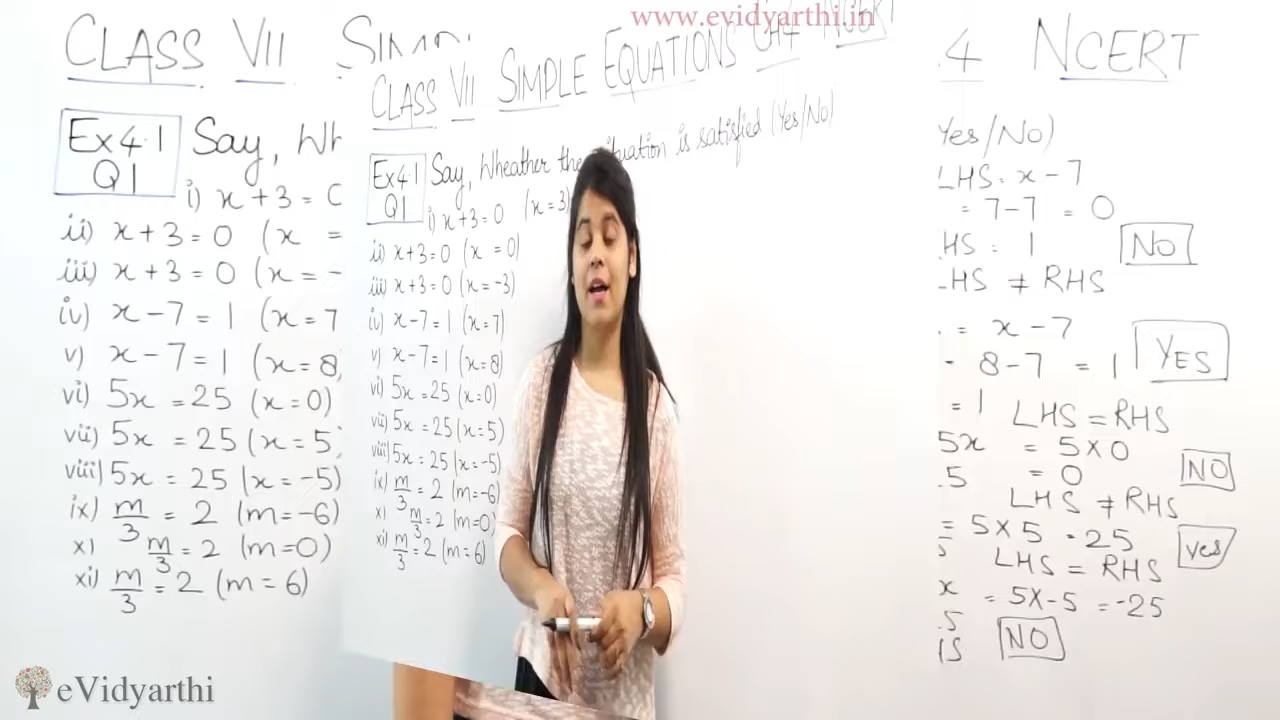 www.evidyarthi.in
CLASS VII
Ex 4.1
Q1
Say,
i) x + 3 = 0
ii) x + 3 = 0 (x =
iii) x + 3 = 0 (x = -
iv) x - 7 = 1 (x = 7
v) x - 7 = 1 (x = 8
vi) 5x = 25 (x = 0)
vii) 5x = 25 (x = 5
viii) 5x = 25 (x = -5)
ix) m/3 = 2 (m = -6)
x) m/3 = 2 (m = 0)
xi) m/3 = 2 (m = 6)
CLASS VII SIMPLE EQUATIONS CH 4 NCERT
Ex 4.1
Q1
Say, Wheather the is satisfied (Yes/No)
i) x + 3 = 0 (x = 3)
ii) x + 3 = 0 (x = 0)
iii) x + 3 = 0 (x = -3)
iv) x - 7 = 1 (x = 7)
v) x - 7 = 1 (x = 8)
vi) 5x = 25 (x = 0)
vii) 5x = 25 (x = 5)
viii) 5x = 25 (x = -5)
ix) m/3 = 2 (m = -6)
x) m/3 = 2 (m = 0)
xi) m/3 = 2 (m = 6)
4 NCERT
Yes/No)
LHS = x - 7
= 7 - 7 = 0
HS = 1 NO
LHS ≠ RHS
= x - 7
8 - 7 = 1 YES
= 1 LHS = RHS
5x = 5 × 0
= 0 NO
LHS ≠ RHS
= 5 × 5 = 25 Yes
LHS = RHS
x = 5 × -5 = -25
NO
eVidyarthi